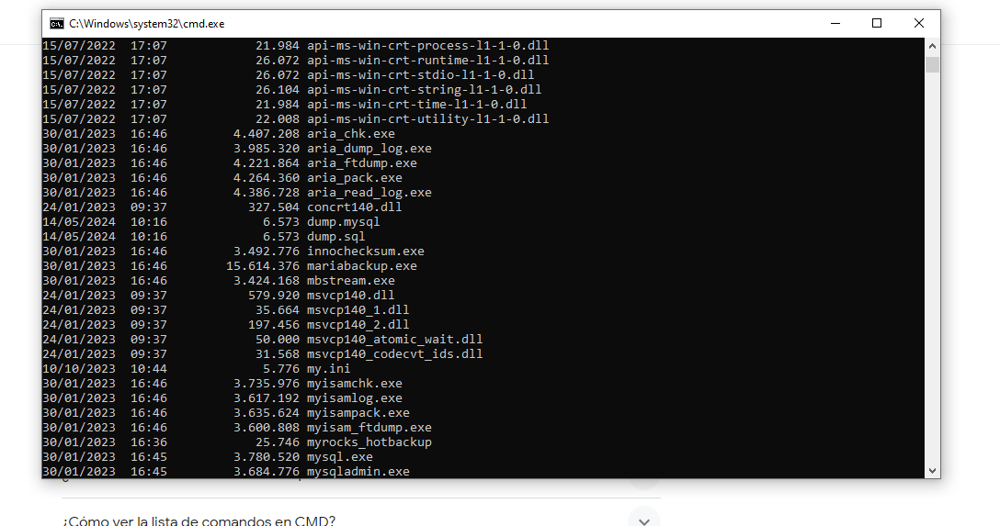 C:\Windows\system32\cmd.exe
15/07/2022  17:07            21.984 api-ms-win-crt-process-l1-1-0.dll
15/07/2022  17:07            26.072 api-ms-win-crt-runtime-l1-1-0.dll
15/07/2022  17:07            26.072 api-ms-win-crt-stdio-l1-1-0.dll
15/07/2022  17:07            26.104 api-ms-win-crt-string-l1-1-0.dll
15/07/2022  17:07            21.984 api-ms-win-crt-time-l1-1-0.dll
15/07/2022  17:07            22.008 api-ms-win-crt-utility-l1-1-0.dll
30/01/2023  16:46         4.407.208 aria_chk.exe
30/01/2023  16:46         3.985.320 aria_dump_log.exe
30/01/2023  16:46         4.221.864 aria_ftdump.exe
30/01/2023  16:46         4.264.360 aria_pack.exe
30/01/2023  16:46         4.386.728 aria_read_log.exe
24/01/2023  09:37           327.504 concrt140.dll
14/05/2024  10:16             6.573 dump.mysql
14/05/2024  10:16             6.573 dump.sql
30/01/2023  16:46         3.492.776 innochecksum.exe
30/01/2023  16:46        15.614.376 mariabackup.exe
30/01/2023  16:46         3.424.168 mbstream.exe
24/01/2023  09:37           579.920 msvcp140.dll
24/01/2023  09:37            35.664 msvcp140_1.dll
24/01/2023  09:37           197.456 msvcp140_2.dll
24/01/2023  09:37            50.000 msvcp140_atomic_wait.dll
24/01/2023  09:37            31.568 msvcp140_codecvt_ids.dll
10/10/2023  10:44             5.776 my.ini
30/01/2023  16:46         3.735.976 myisamchk.exe
30/01/2023  16:46         3.617.192 myisamlog.exe
30/01/2023  16:46         3.635.624 myisampack.exe
30/01/2023  16:46         3.600.808 myisam_ftdump.exe
30/01/2023  16:36            25.746 myrocks_hotbackup
30/01/2023  16:45         3.780.520 mysql.exe
30/01/2023  16:45         3.684.776 mysqladmin.exe
¿Cómo ver la lista de comandos en CMD?